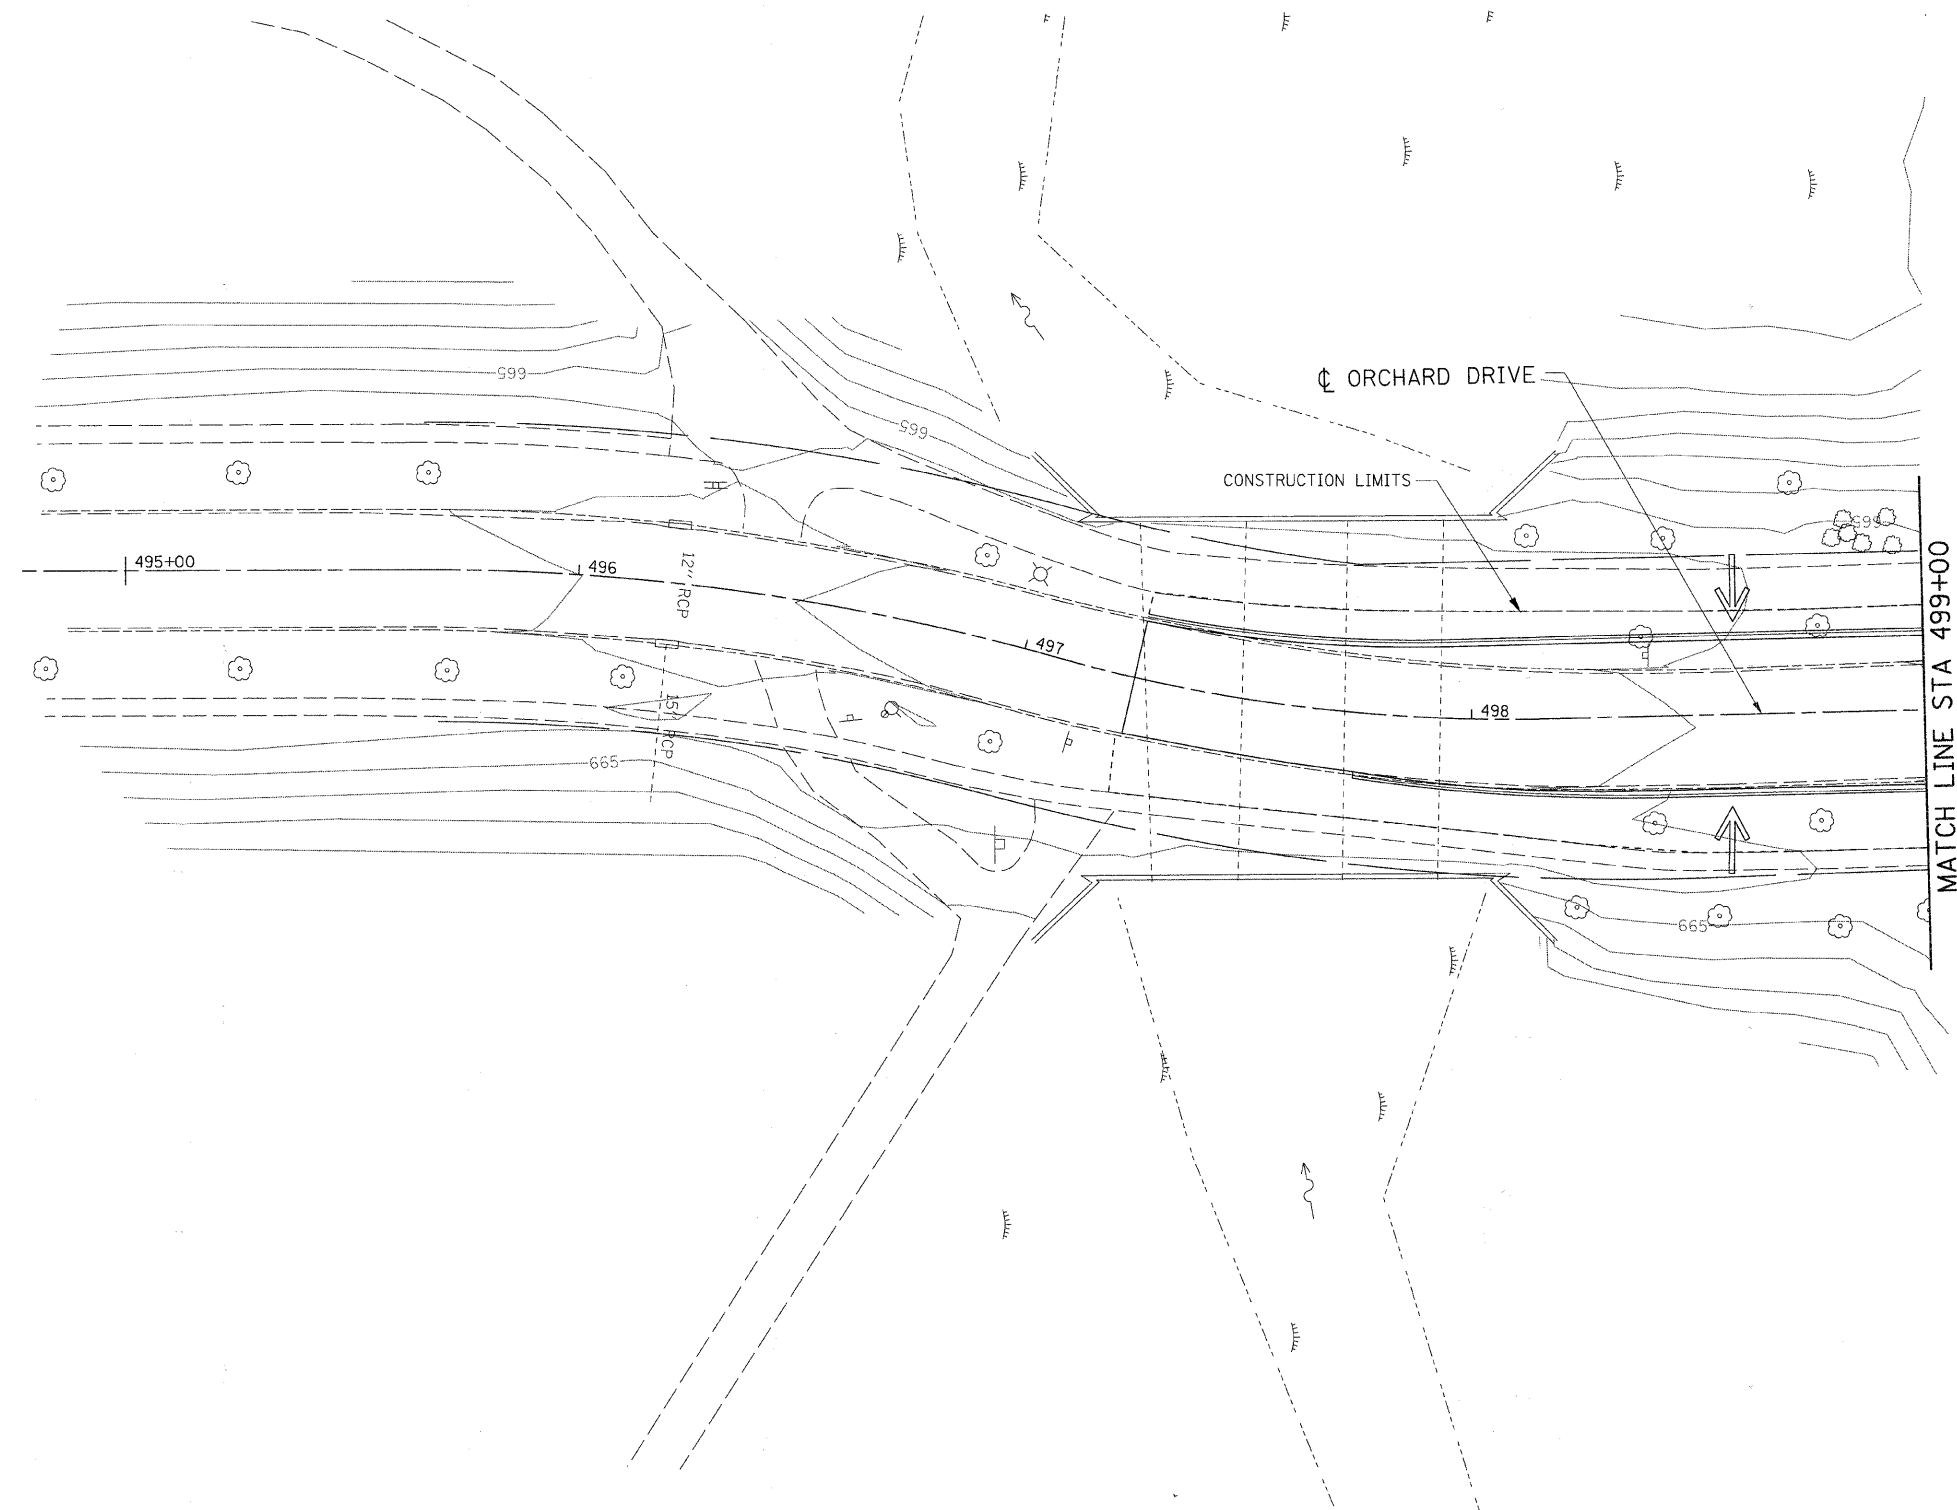 665
665
℄ ORCHARD DRIVE
CONSTRUCTION LIMITS
665
495+00
496
12" RCP
497
498
15" RCP
665
665
MATCH LINE STA 499+00